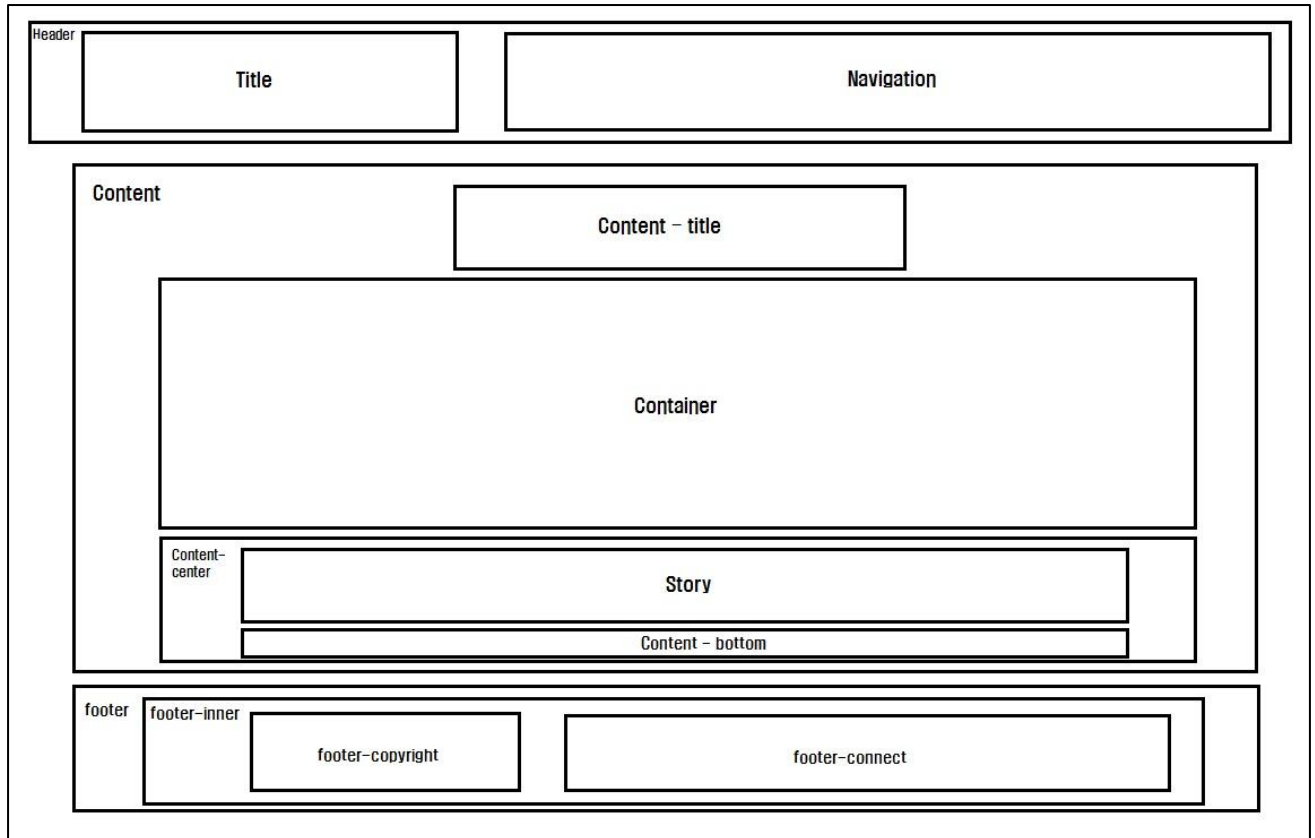 Header
Title
Navigation
Content
Content - title
Container
Content-
center
Story
Content - bottom
footer
footer-inner
footer-copyright
footer-connect